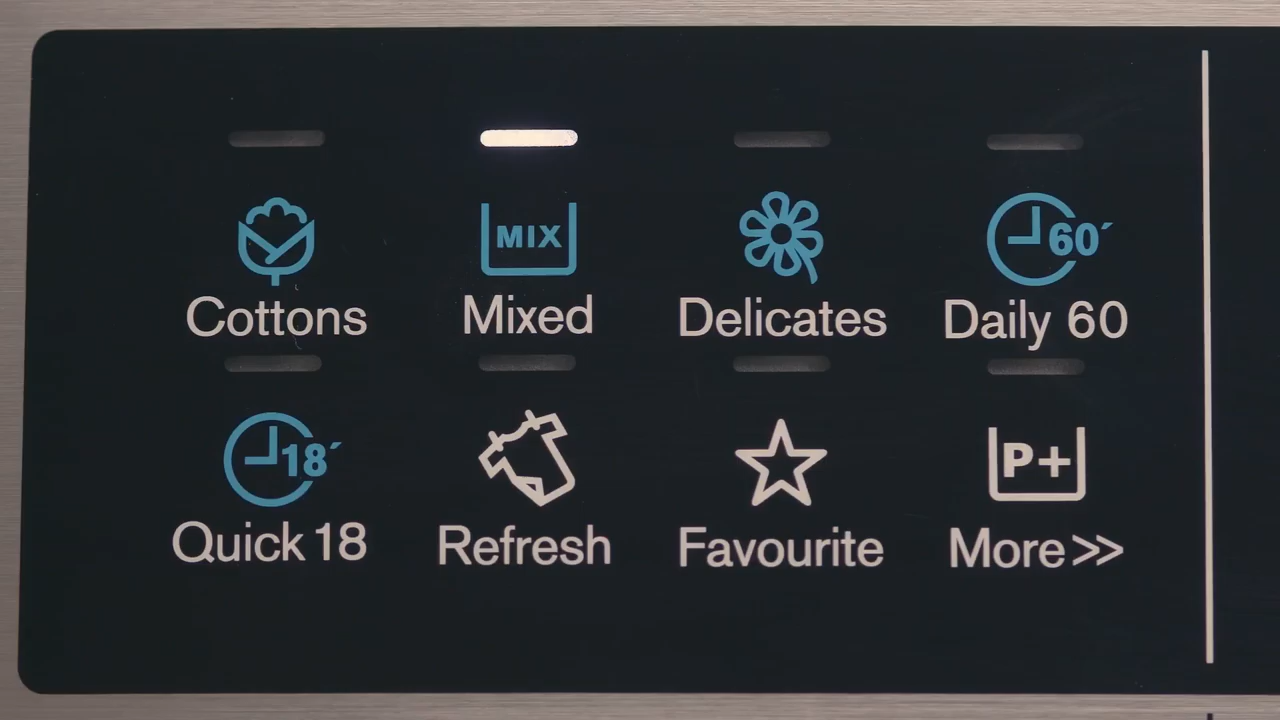 MIX
60´
Cottons
Mixed
Delicates
Daily 60
18´
P+
Quick 18
Refresh
Favourite
More>>